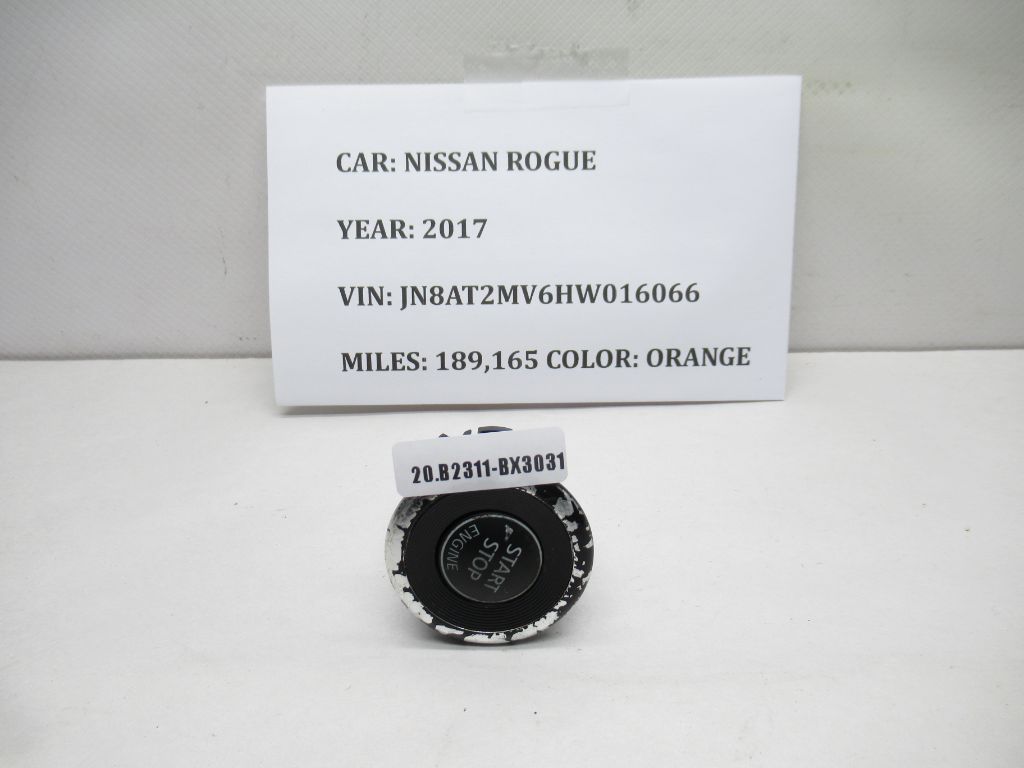 CAR: NISSAN ROGUE
YEAR: 2017
VIN: JN8AT2MV6HW016066
MILES: 189,165 COLOR: ORANGE
20.B2311-BX3031
ENGINE
START
STOP